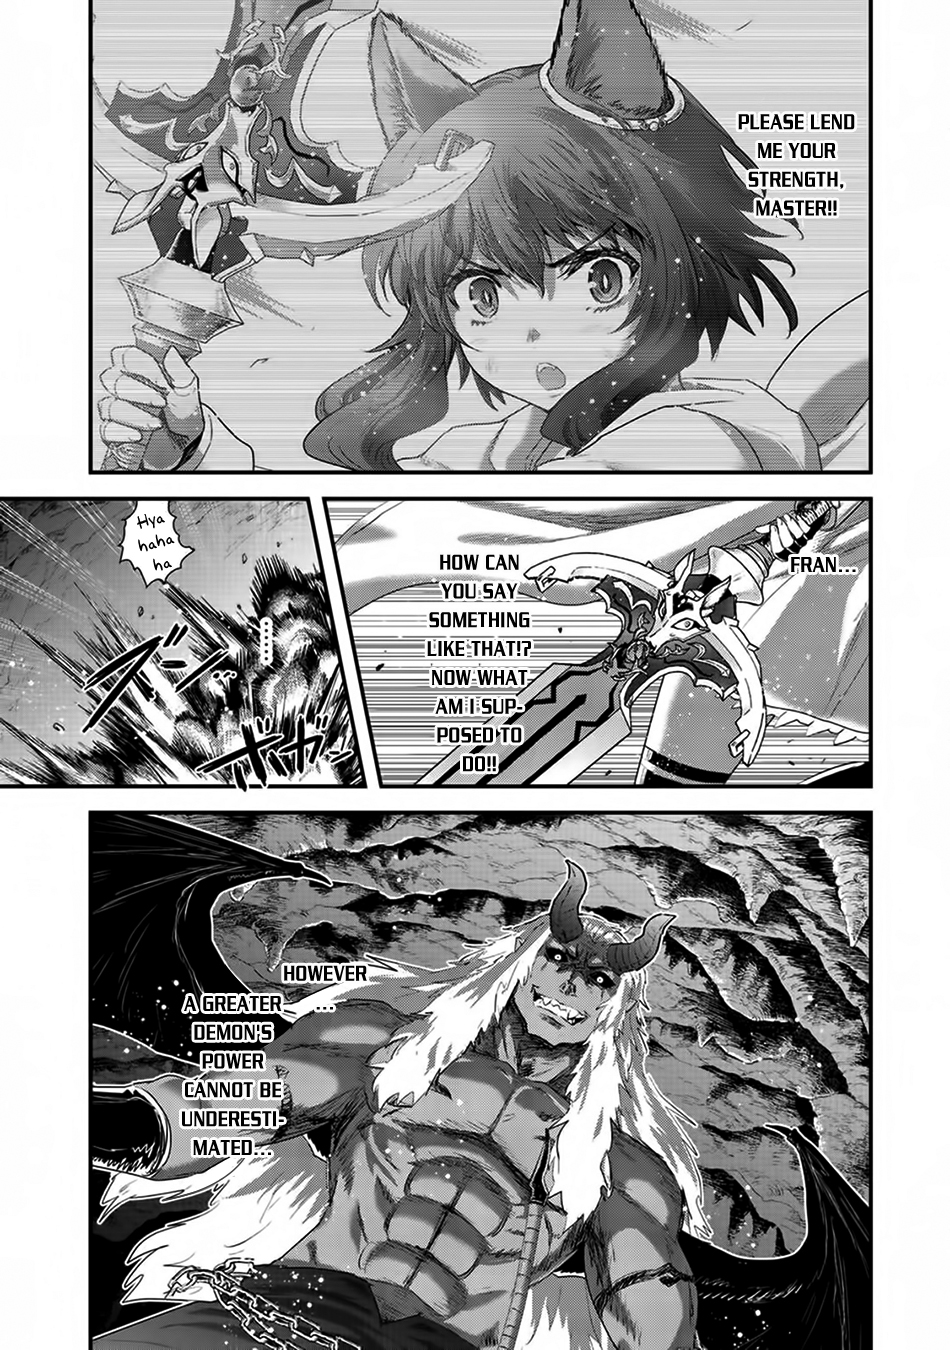 PLEASE LEND
ME YOUR
STRENGTH,
MASTER!!
FRAN...
HOW CAN
YOU SAY
SOMETHING
LIKE THAT!?
NOW WHAT
AM I SUP-
POSED TO
DO!!
Hya
haha
ha
ズン…
ボガン
HOWEVER
...
A GREATER
DEMON'S
POWER
CANNOT BE
UNDERESTI-
MATED...